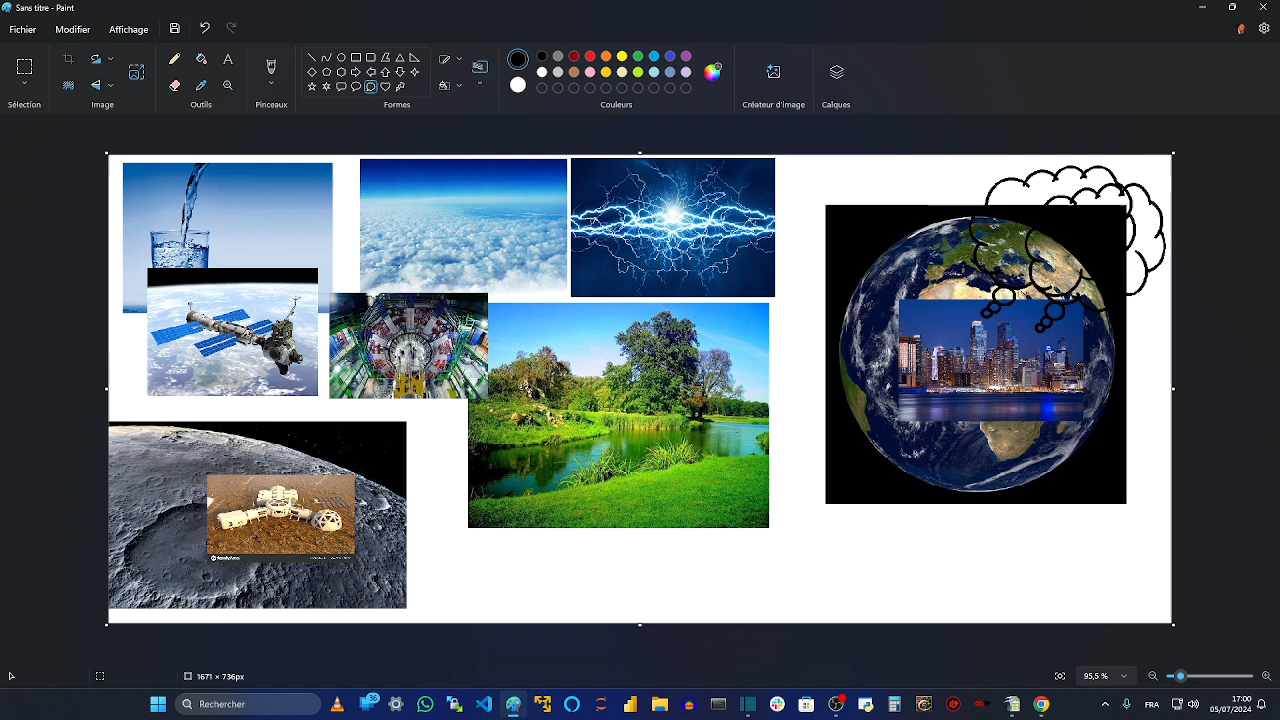 Sans titre - Paint
Fichier
Modifier
Affichage
Sélection
Image
Outils
Pinceaux
Formes
Couleurs
Créateur d'image
Calques
1671 × 736px
95,5 %
36
Rechercher
FRA
17:00
05/07/2024